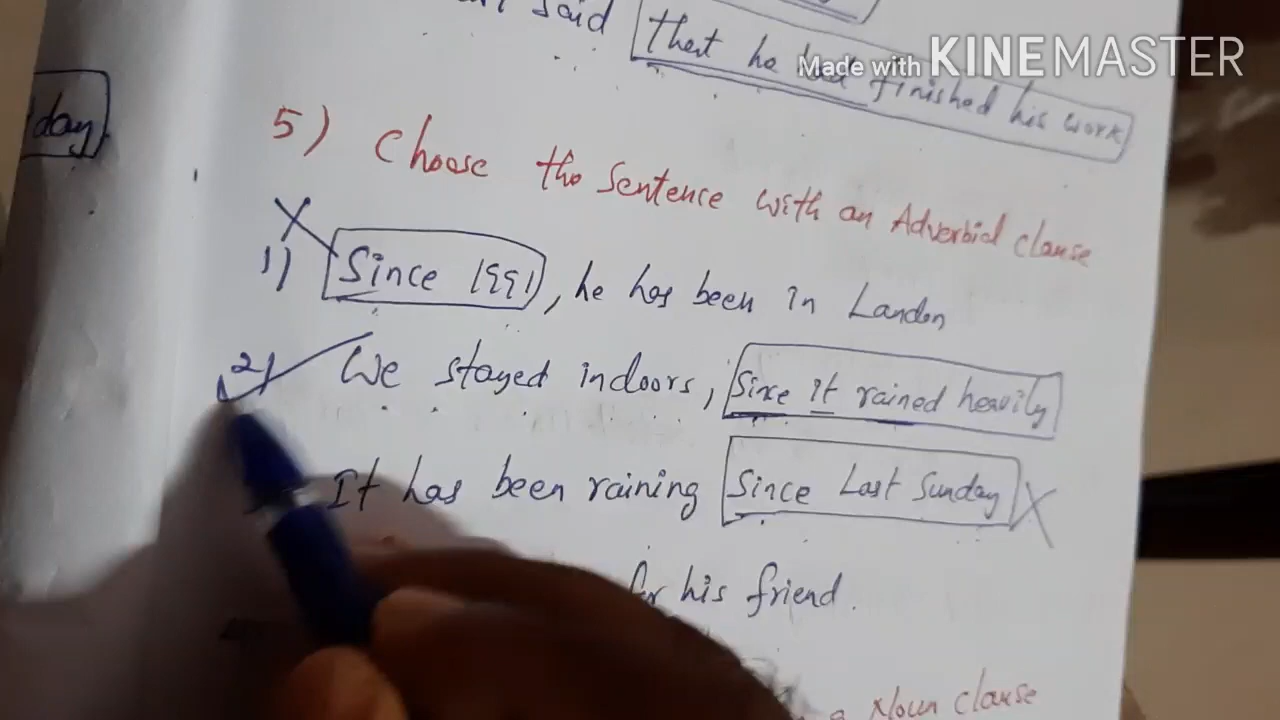 said that he had finished his work
Made with KINEMASTER
day
5) Choose the Sentence with an Adverbial clause
1) Since 1991, he has been in Landon
2) We stayed indoors, Since it rained heavily
It has been raining Since Last Sunday
for his friend.
a Noun clause